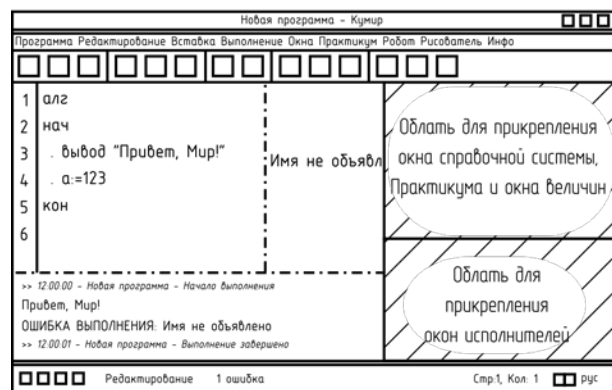 Новая программа - Кумир
Программа Редактирование Вставка Выполнение Окна Практикум Робот Рисователь Инфо
1 алг
2 нач
3 . вывод "Привет, Мир!"
4 . a:=123
5 кон
6
Имя не объявл
Облать для прикрепления
окна справочной системы,
Практикума и окна величин
>> 12:00:00 - Новая программа - Начало выполнения
Привет, Мир!
ОШИБКА ВЫПОЛНЕНИЯ: Имя не объявлено
>> 12:00:01 - Новая программа - Выполнение завершено
Облать для
прикрепления
окон исполнителей
Редактирование 1 ошибка Стр:1, Кол: 1 рус